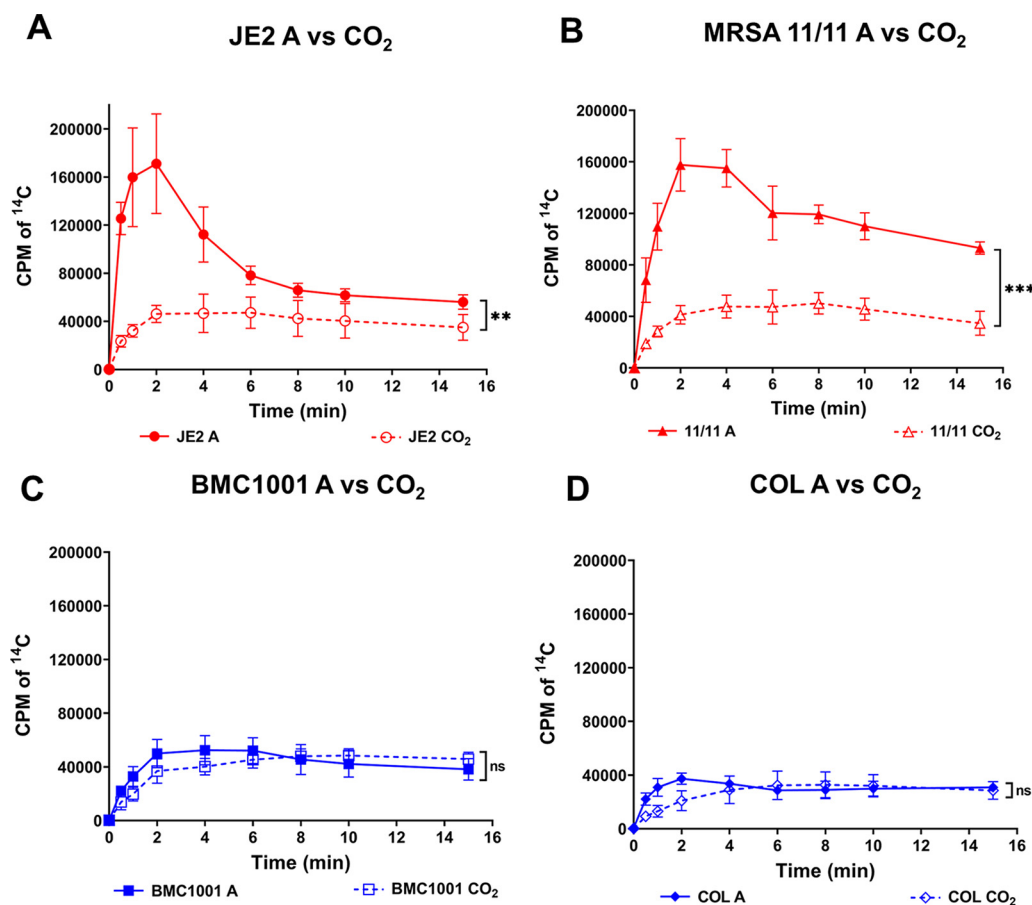 A
JE2 A vs CO₂
CPM of ¹⁴C
200000
160000
120000
80000
40000
0
0 2 4 6 8 10 12 14 16
**
Time (min)
JE2 A JE2 CO₂
B
MRSA 11/11 A vs CO₂
CPM of ¹⁴C
200000
160000
120000
80000
40000
0
0 2 4 6 8 10 12 14 16
***
Time (min)
11/11 A 11/11 CO₂
C
BMC1001 A vs CO₂
CPM of ¹⁴C
200000
160000
120000
80000
40000
0
0 2 4 6 8 10 12 14 16
ns
Time (min)
BMC1001 A BMC1001 CO₂
D
COL A vs CO₂
CPM of ¹⁴C
200000
160000
120000
80000
40000
0
0 2 4 6 8 10 12 14 16
ns
Time (min)
COL A COL CO₂